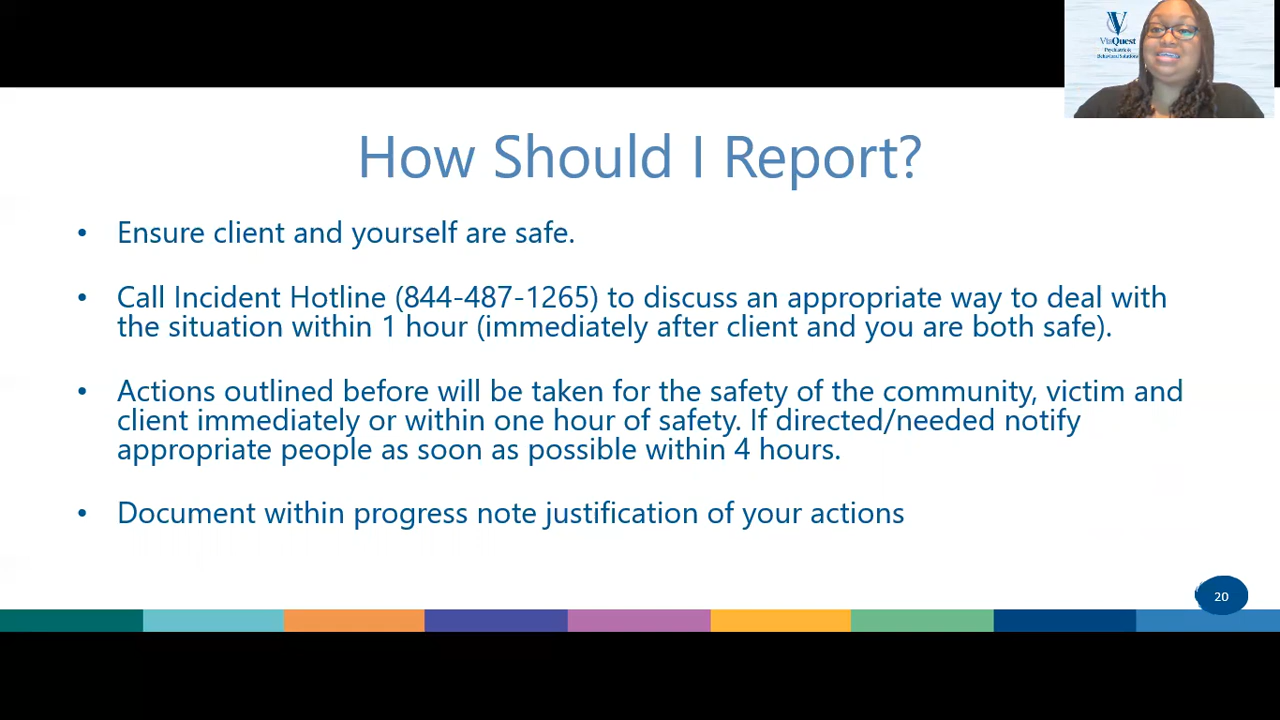 ViaQuest
Psychiatric &
Behavioral Solutions
How Should I Report?
• Ensure client and yourself are safe.
• Call Incident Hotline (844-487-1265) to discuss an appropriate way to deal with
the situation within 1 hour (immediately after client and you are both safe).
• Actions outlined before will be taken for the safety of the community, victim and
client immediately or within one hour of safety. If directed/needed notify
appropriate people as soon as possible within 4 hours.
• Document within progress note justification of your actions
20